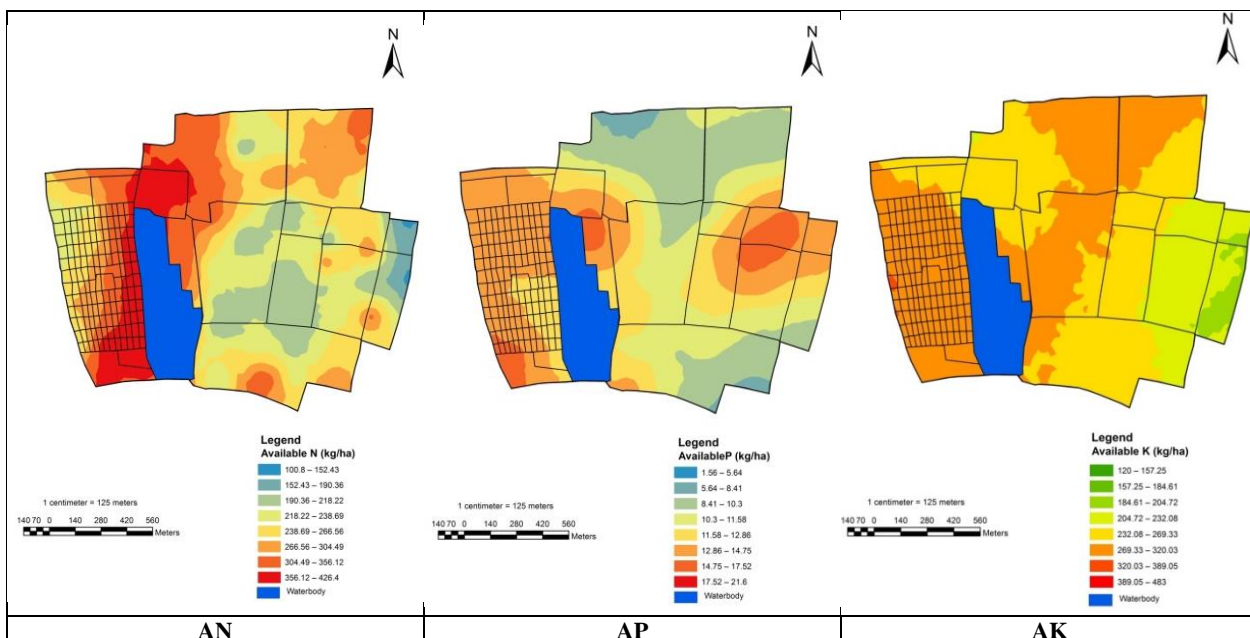 N
Legend
Available N (kg/ha)
100.8 – 152.43
152.43 – 190.36
190.36 – 218.22
218.22 – 238.69
238.69 – 266.56
266.56 – 304.49
304.49 – 356.12
356.12 – 426.4
Waterbody
1 centimeter = 125 meters
140 70 0 140 280 420 560
Meters
AN
N
Legend
AvailableP (kg/ha)
1.56 – 5.64
5.64 – 8.41
8.41 – 10.3
10.3 – 11.58
11.58 – 12.86
12.86 – 14.75
14.75 – 17.52
17.52 – 21.6
Waterbody
1 centimeter = 125 meters
140 70 0 140 280 420 560
Meters
AP
N
Legend
Available K (kg/ha)
120 – 157.25
157.25 – 184.61
184.61 – 204.72
204.72 – 232.08
232.08 – 269.33
269.33 – 320.03
320.03 – 389.05
389.05 – 483
Waterbody
1 centimeter = 125 meters
140 70 0 140 280 420 560
Meters
AK